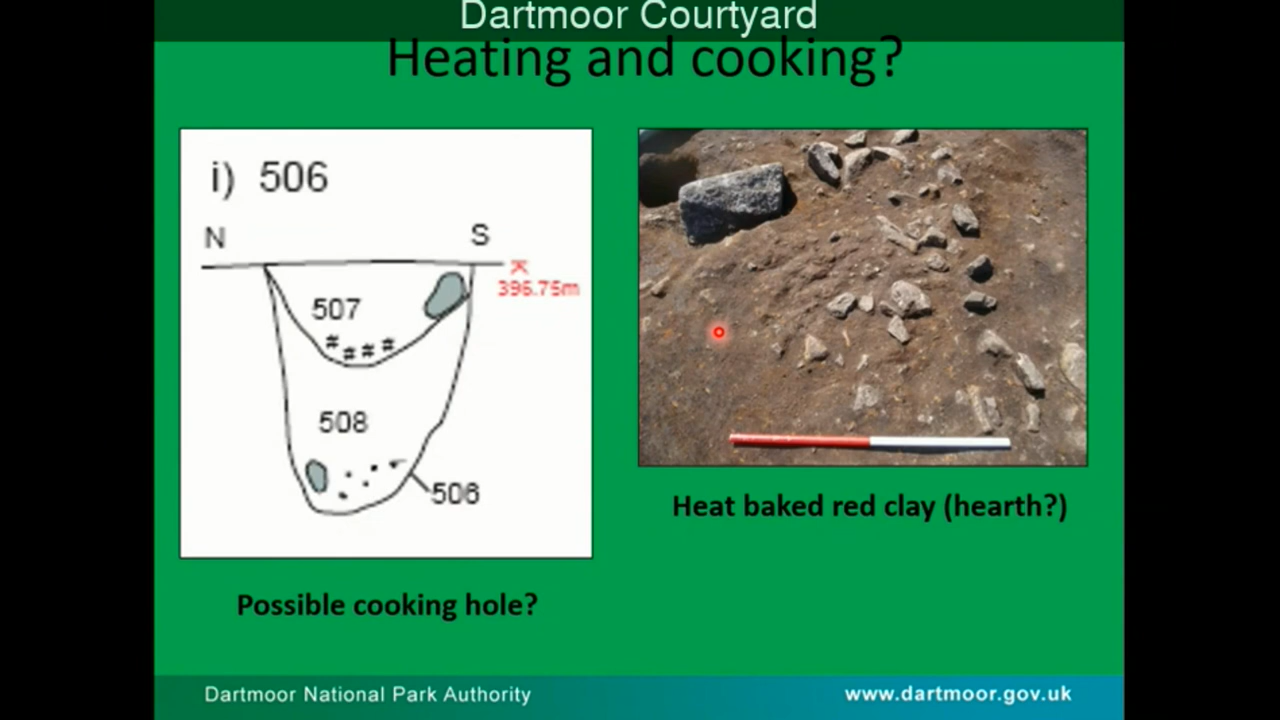 Dartmoor Courtyard
Heating and cooking?
i) 506
N
S
396.75m
507
508
506
Heat baked red clay (hearth?)
Possible cooking hole?
Dartmoor National Park Authority
www.dartmoor.gov.uk